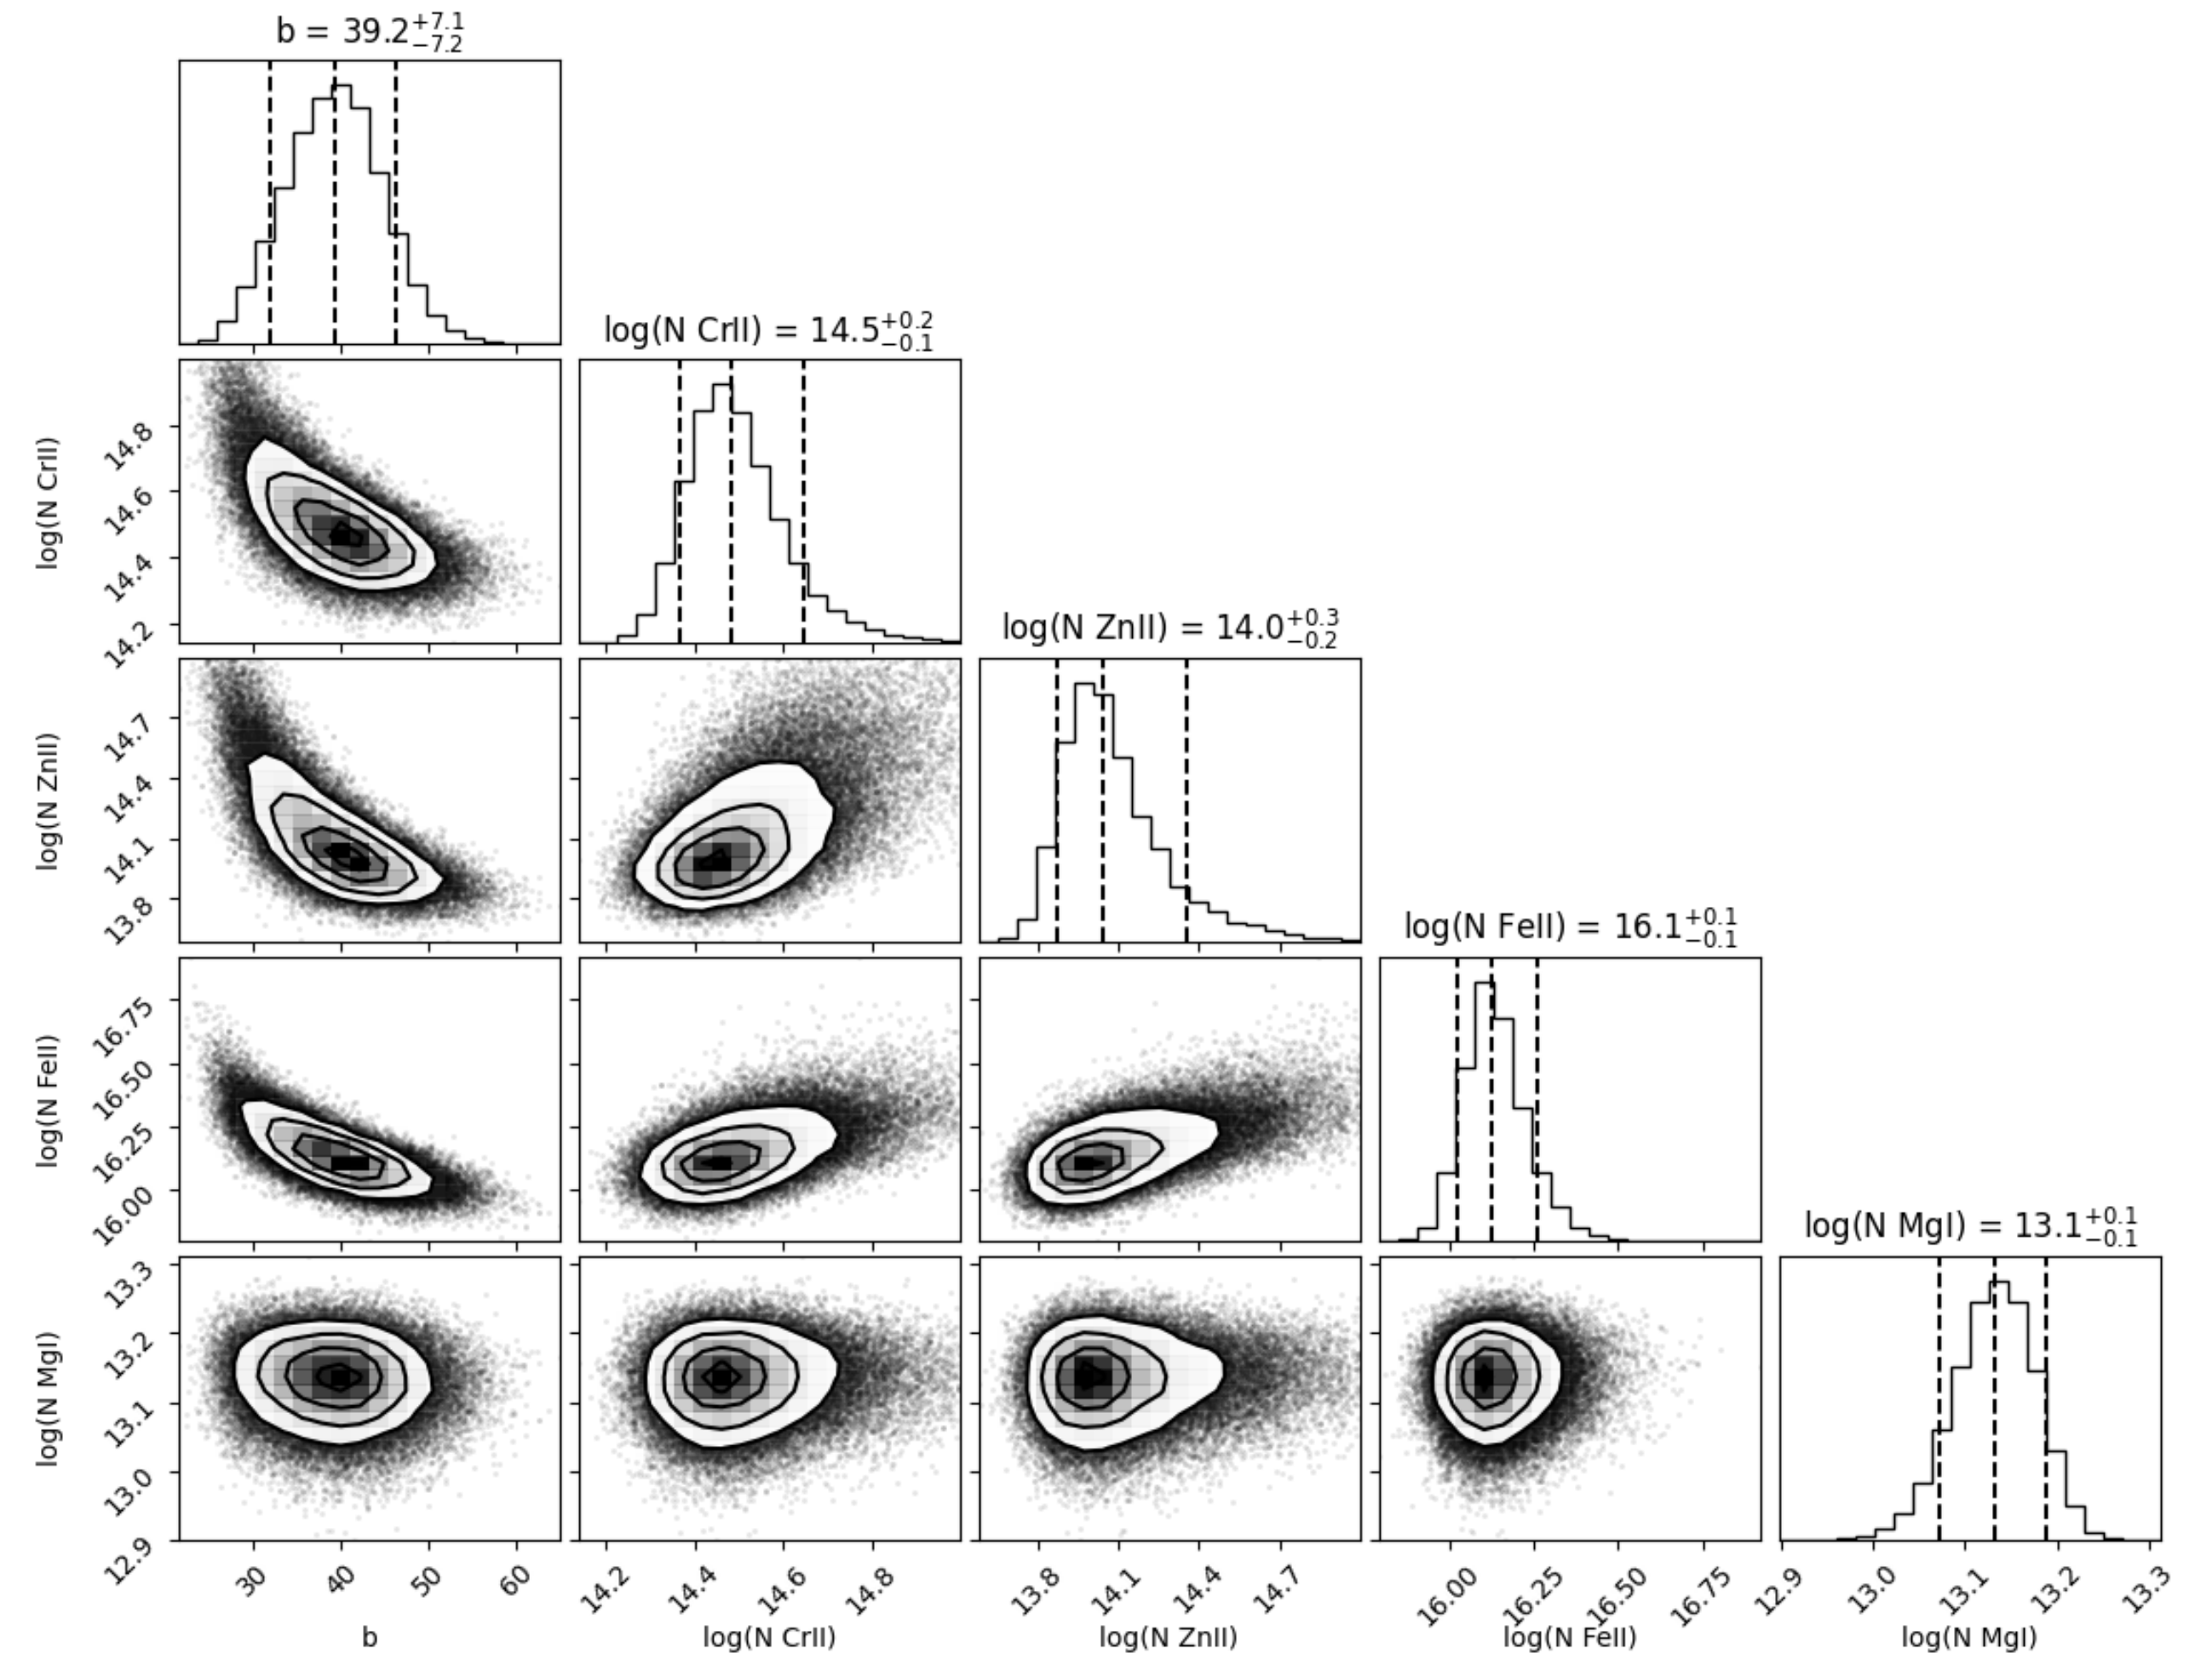 b = 39.2+7.1−7.2
log(N CrII) = 14.5+0.2−0.1
log(N CrII)
14.8
14.6
14.4
14.2
log(N ZnII) = 14.0+0.3−0.2
log(N ZnII)
14.7
14.4
14.1
13.8
log(N FeII) = 16.1+0.1−0.1
log(N FeII)
16.75
16.50
16.25
16.00
log(N MgI) = 13.1+0.1−0.1
log(N MgI)
13.3
13.2
13.1
13.0
12.9
30 40 50 60
14.2 14.4 14.6 14.8
13.8 14.1 14.4 14.7
16.00 16.25 16.50 16.75
12.9 13.0 13.1 13.2 13.3
b
log(N CrII)
log(N ZnII)
log(N FeII)
log(N MgI)